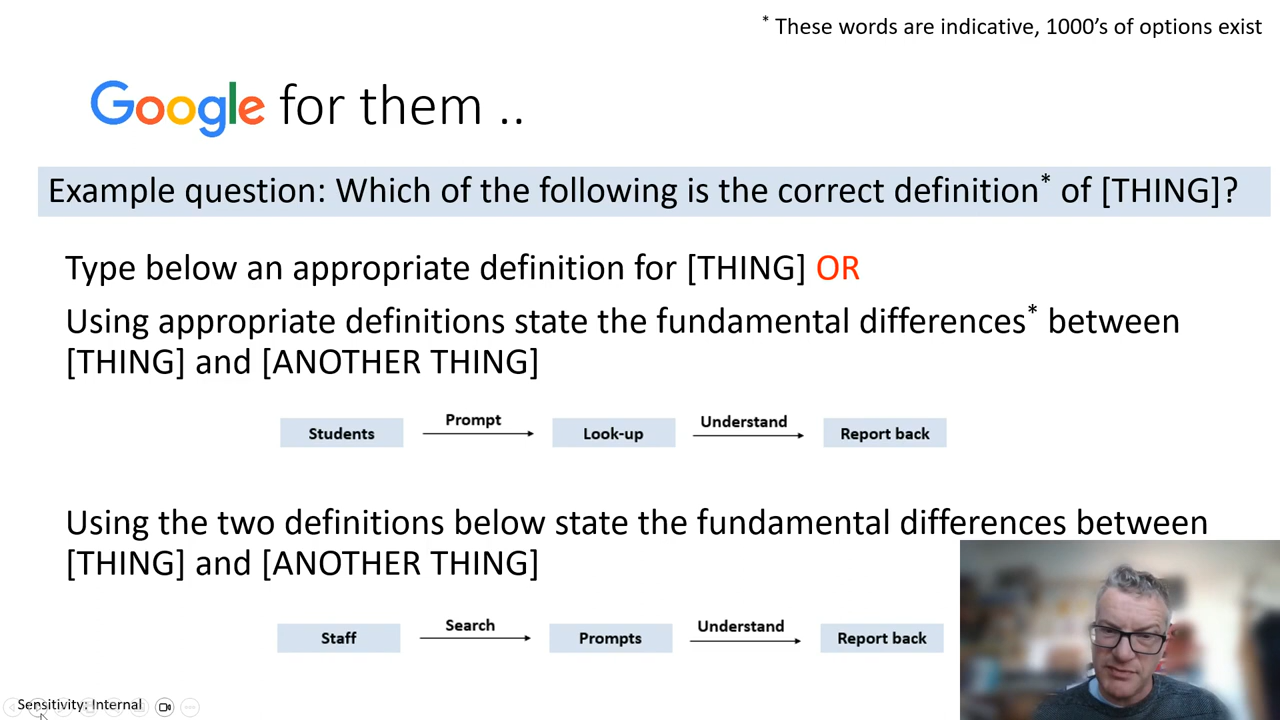 * These words are indicative, 1000's of options exist
Google for them ..
Example question: Which of the following is the correct definition* of [THING]?
Type below an appropriate definition for [THING] OR
Using appropriate definitions state the fundamental differences* between
[THING] and [ANOTHER THING]
Students Prompt Look-up Understand Report back
Using the two definitions below state the fundamental differences between
[THING] and [ANOTHER THING]
Staff Search Prompts Understand Report back
Sensitivity: Internal